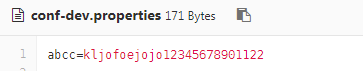 conf-dev.properties 171 Bytes
1 abcc=kljofoejojo12345678901122